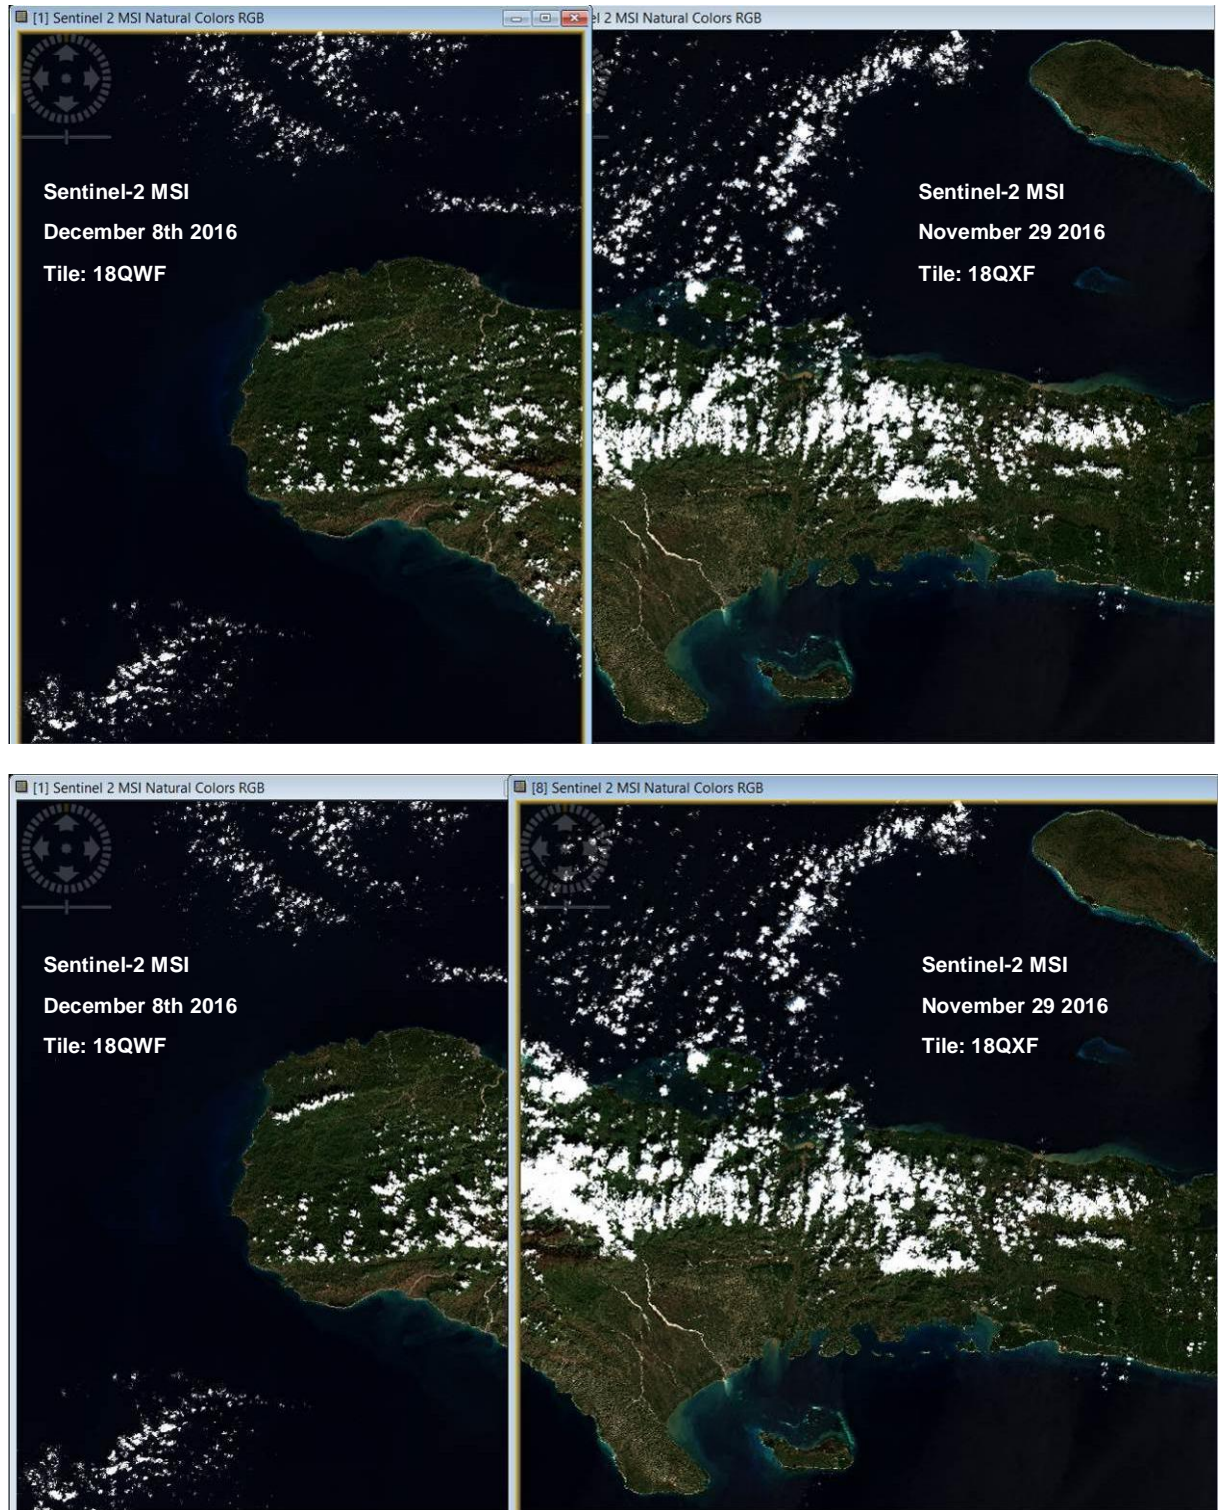 [1] Sentinel 2 MSI Natural Colors RGB
el 2 MSI Natural Colors RGB
Sentinel-2 MSI
December 8th 2016
Tile: 18QWF
Sentinel-2 MSI
November 29 2016
Tile: 18QXF
[1] Sentinel 2 MSI Natural Colors RGB
[8] Sentinel 2 MSI Natural Colors RGB
Sentinel-2 MSI
December 8th 2016
Tile: 18QWF
Sentinel-2 MSI
November 29 2016
Tile: 18QXF